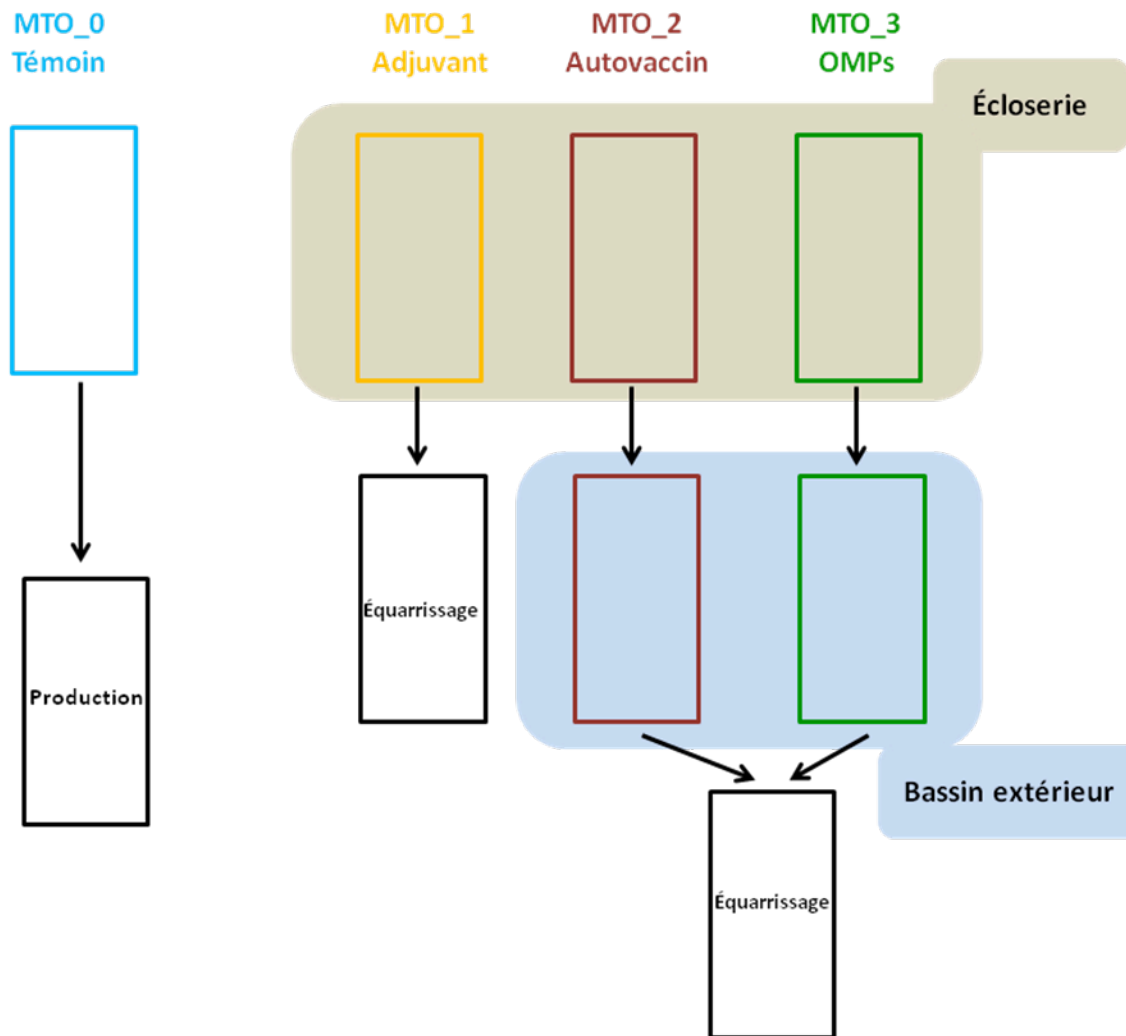 MTO_0
Témoin
MTO_1
Adjuvant
MTO_2
Autovaccin
MTO_3
OMPs
Écloserie
Équarrissage
Production
Bassin extérieur
Équarrissage